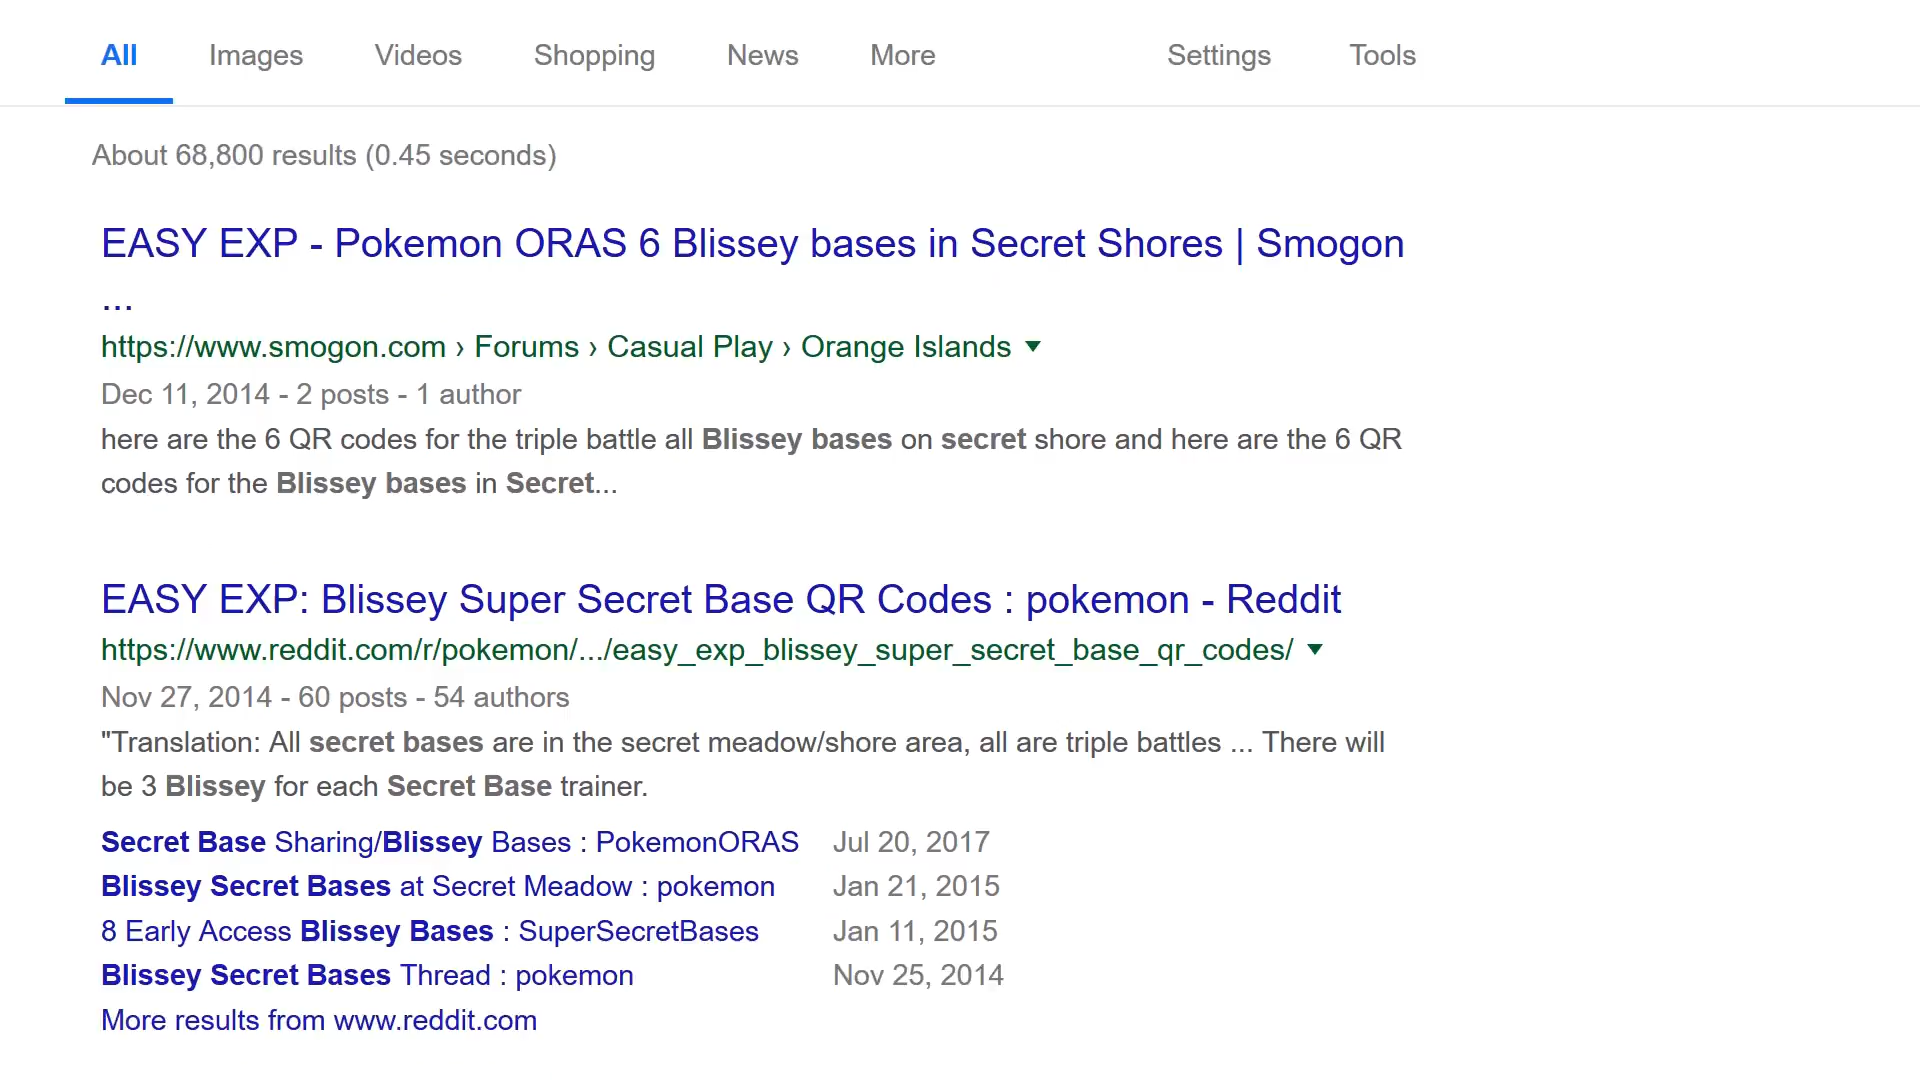 All Images Videos Shopping News More Settings Tools
About 68,800 results (0.45 seconds)
EASY EXP - Pokemon ORAS 6 Blissey bases in Secret Shores | Smogon
...
https://www.smogon.com › Forums › Casual Play › Orange Islands
Dec 11, 2014 - 2 posts - 1 author
here are the 6 QR codes for the triple battle all Blissey bases on secret shore and here are the 6 QR
codes for the Blissey bases in Secret...
EASY EXP: Blissey Super Secret Base QR Codes : pokemon - Reddit
https://www.reddit.com/r/pokemon/.../easy_exp_blissey_super_secret_base_qr_codes/
Nov 27, 2014 - 60 posts - 54 authors
"Translation: All secret bases are in the secret meadow/shore area, all are triple battles ... There will
be 3 Blissey for each Secret Base trainer.
Secret Base Sharing/Blissey Bases : PokemonORAS Jul 20, 2017
Blissey Secret Bases at Secret Meadow : pokemon Jan 21, 2015
8 Early Access Blissey Bases : SuperSecretBases Jan 11, 2015
Blissey Secret Bases Thread : pokemon Nov 25, 2014
More results from www.reddit.com